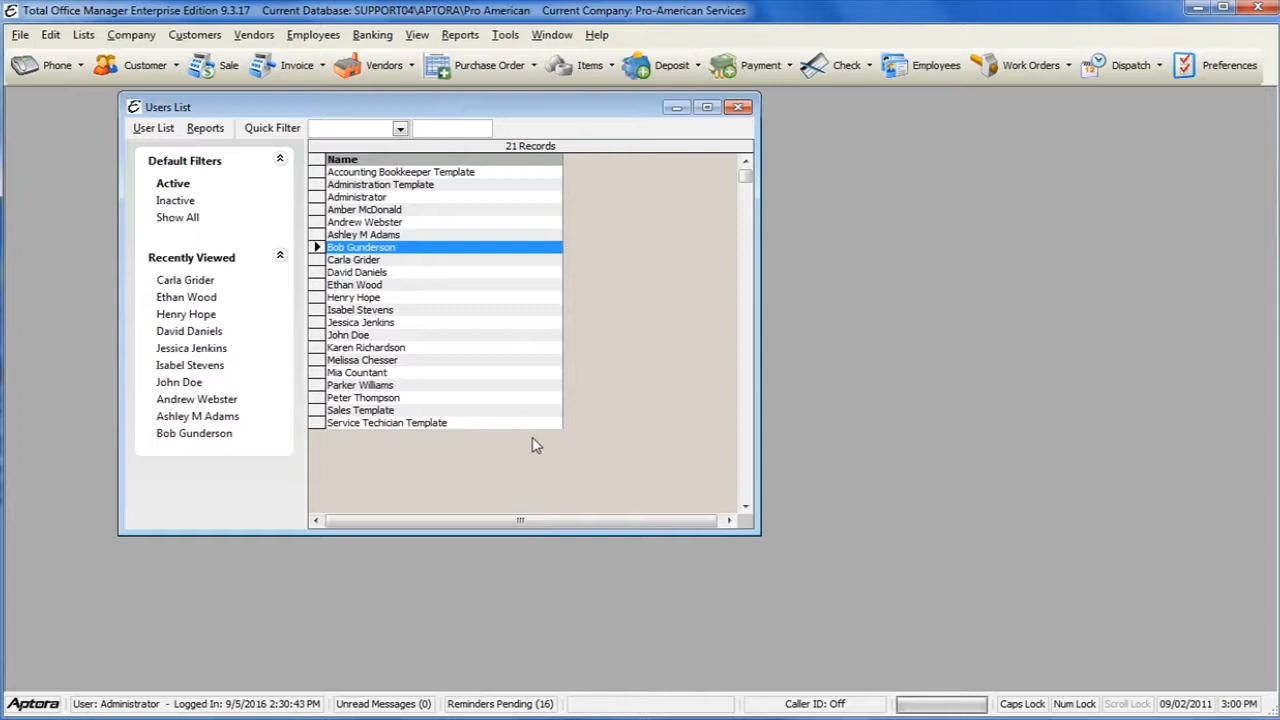 Total Office Manager Enterprise Edition 9.3.17 Current Database: SUPPORT04\APTORA\Pro American Current Company: Pro-American Services
File Edit Lists Company Customers Vendors Employees Banking View Reports Tools Window Help
Phone Customer Sale Invoice Vendors Purchase Order Items Deposit Payment Check Employees Work Orders Dispatch Preferences
Users List
User List Reports Quick Filter
21 Records
Default Filters
Active
Inactive
Show All
Recently Viewed
Carla Grider
Ethan Wood
Henry Hope
David Daniels
Jessica Jenkins
Isabel Stevens
John Doe
Andrew Webster
Ashley M Adams
Bob Gunderson
Name
Accounting Bookkeeper Template
Administration Template
Administrator
Amber McDonald
Andrew Webster
Ashley M Adams
Bob Gunderson
Carla Grider
David Daniels
Ethan Wood
Henry Hope
Isabel Stevens
Jessica Jenkins
John Doe
Karen Richardson
Melissa Chesser
Mia Countant
Parker Williams
Peter Thompson
Sales Template
Service Techician Template
Aptora User: Administrator - Logged In: 9/5/2016 2:30:43 PM Unread Messages (0) Reminders Pending (16) Caller ID: Off Caps Lock Num Lock Scroll Lock 09/02/2011 3:00 PM